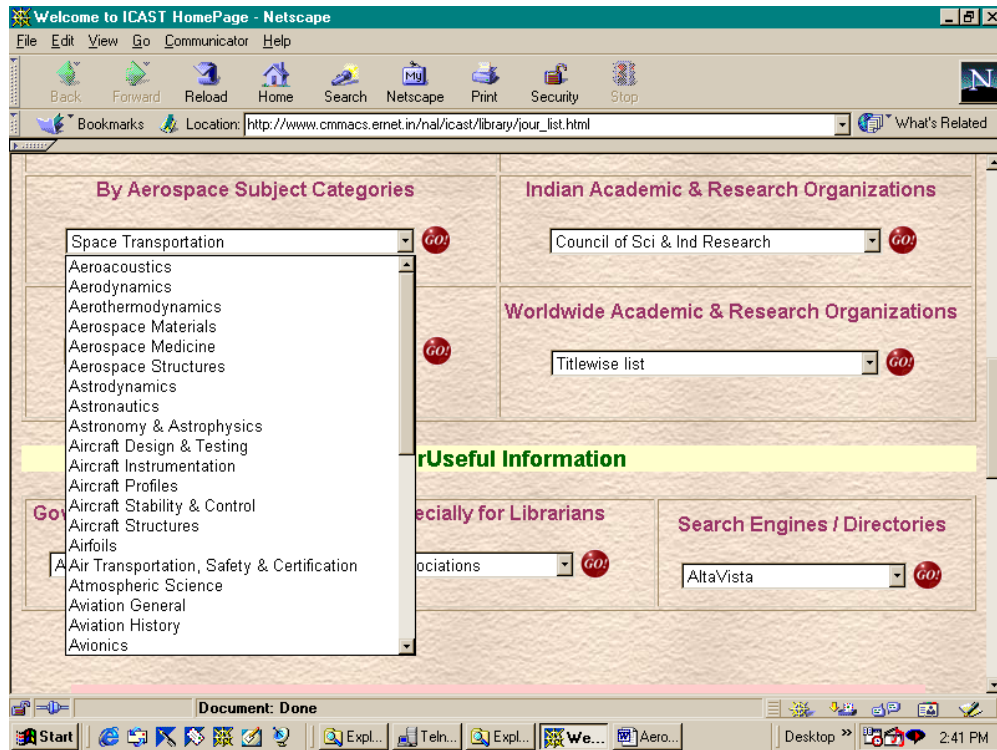 Welcome to ICAST HomePage - Netscape
File Edit View Go Communicator Help
My
N
Back Forward Reload Home Search Netscape Print Security Stop
Bookmarks Location: http://www.cmmacs.ernet.in/nal/icast/library/jour_list.html What's Related
By Aerospace Subject Categories
Space Transportation GO!
Aeroacoustics
Aerodynamics
Aerothermodynamics
Aerospace Materials
Aerospace Medicine
Aerospace Structures
Astrodynamics
Astronautics
Astronomy & Astrophysics
Aircraft Design & Testing
Aircraft Instrumentation
Aircraft Profiles
Aircraft Stability & Control
Aircraft Structures
Airfoils
Air Transportation, Safety & Certification
Atmospheric Science
Aviation General
Aviation History
Avionics
Indian Academic & Research Organizations
Council of Sci & Ind Research GO!
GO!
Worldwide Academic & Research Organizations
Titlewise list GO!
rUseful Information
Gov
A
ecially for Librarians
ociations GO!
Search Engines / Directories
AltaVista GO!
Document: Done
Start Expl... Teln... Expl... We... Aero... Desktop » 2:41 PM